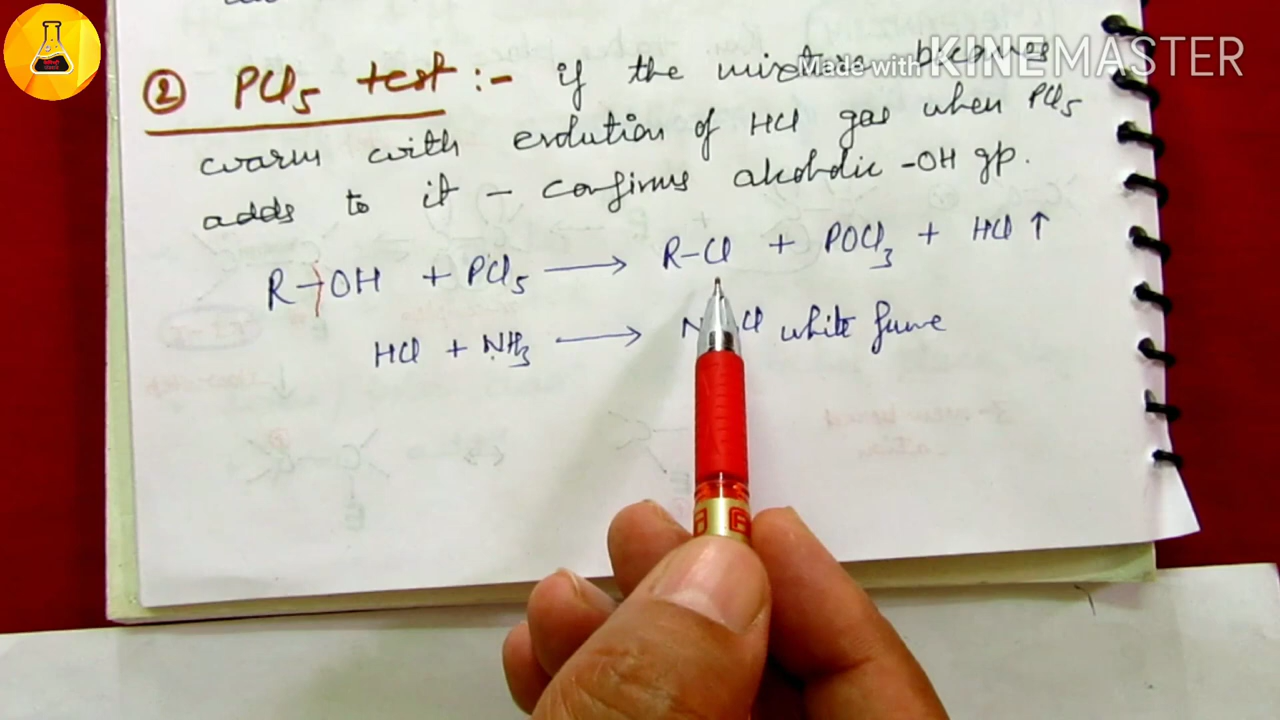 ② PCl5 test :- if the mixture becomes
Made with KINEMASTER
warm with evolution of HCl gas when PCl5
adds to it - confirms alcoholic -OH gp.
R-OH + PCl5 ⟶ R-Cl + POCl3 + HCl ↑
HCl + NH3 ⟶ Cl white fume